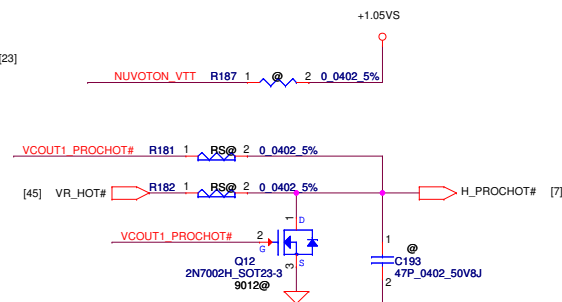 +1.05VS
[23]
NUVOTON_VTT R187 1 @ 2 0_0402_5%
VCOUT1_PROCHOT# R181 1 RS@ 2 0_0402_5%
[45] VR_HOT# R182 1 RS@ 2 0_0402_5% H_PROCHOT# [7]
1 D
VCOUT1_PROCHOT# 2 G
3 S
Q12
2N7002H_SOT23-3
9012@
1 @
C193
47P_0402_50V8J
2